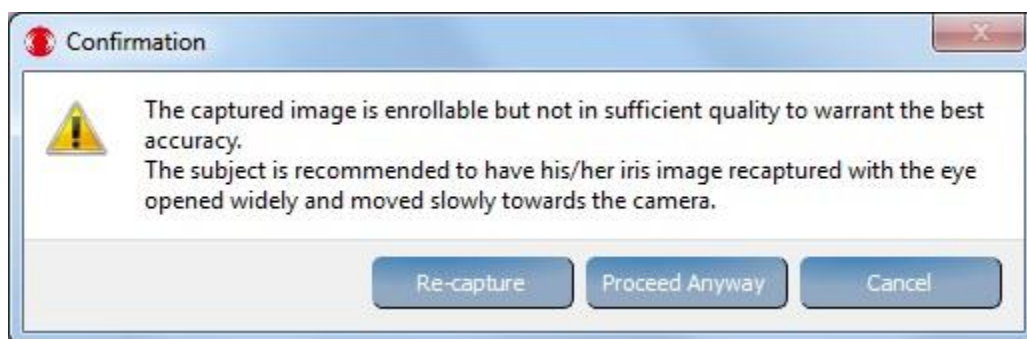 Confirmation
The captured image is enrollable but not in sufficient quality to warrant the best
accuracy.
The subject is recommended to have his/her iris image recaptured with the eye
opened widely and moved slowly towards the camera.
Re-capture
Proceed Anyway
Cancel